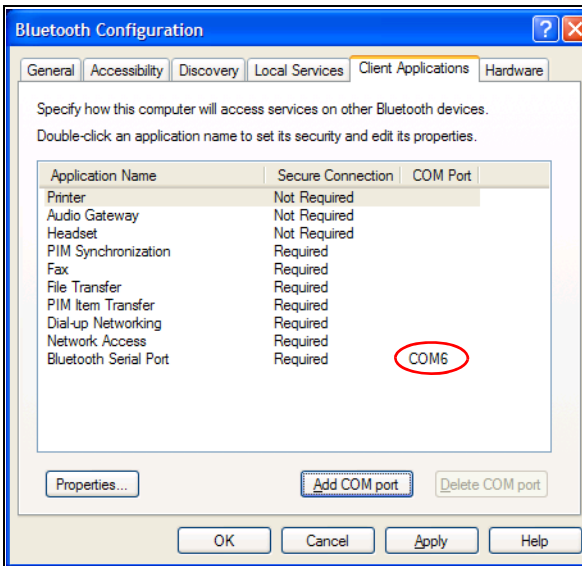 Bluetooth Configuration
General Accessibility Discovery Local Services Client Applications Hardware
Specify how this computer will access services on other Bluetooth devices.
Double-click an application name to set its security and edit its properties.
Application Name Secure Connection COM Port
Printer Not Required
Audio Gateway Not Required
Headset Not Required
PIM Synchronization Required
Fax Required
File Transfer Required
PIM Item Transfer Required
Dial-up Networking Required
Network Access Required
Bluetooth Serial Port Required COM6
Properties... Add COM port Delete COM port
OK Cancel Apply Help